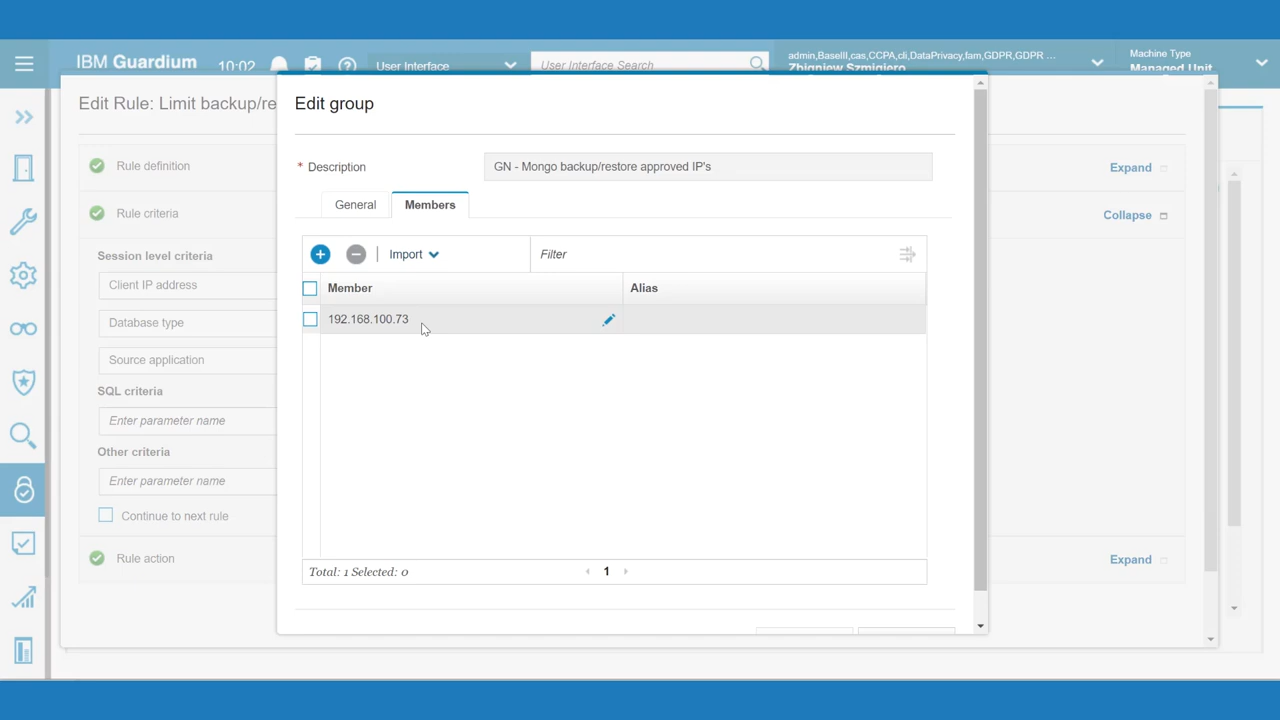 IBM Guardium
10:02
User Interface
User Interface Search
admin,BaseIII,cas,CCPA,cli,DataPrivacy,fam,GDPR,GDPR ...
Zbigniew Szmigiero
Machine Type
Managed Unit
Edit Rule: Limit backup/re
Edit group
Rule definition
Expand
* Description
GN - Mongo backup/restore approved IP's
General
Members
Rule criteria
Collapse
Session level criteria
Client IP address
Database type
Source application
SQL criteria
Enter parameter name
Other criteria
Enter parameter name
Continue to next rule
Rule action
Expand
Import
Filter
Member
Alias
192.168.100.73
Total: 1 Selected: 0
1